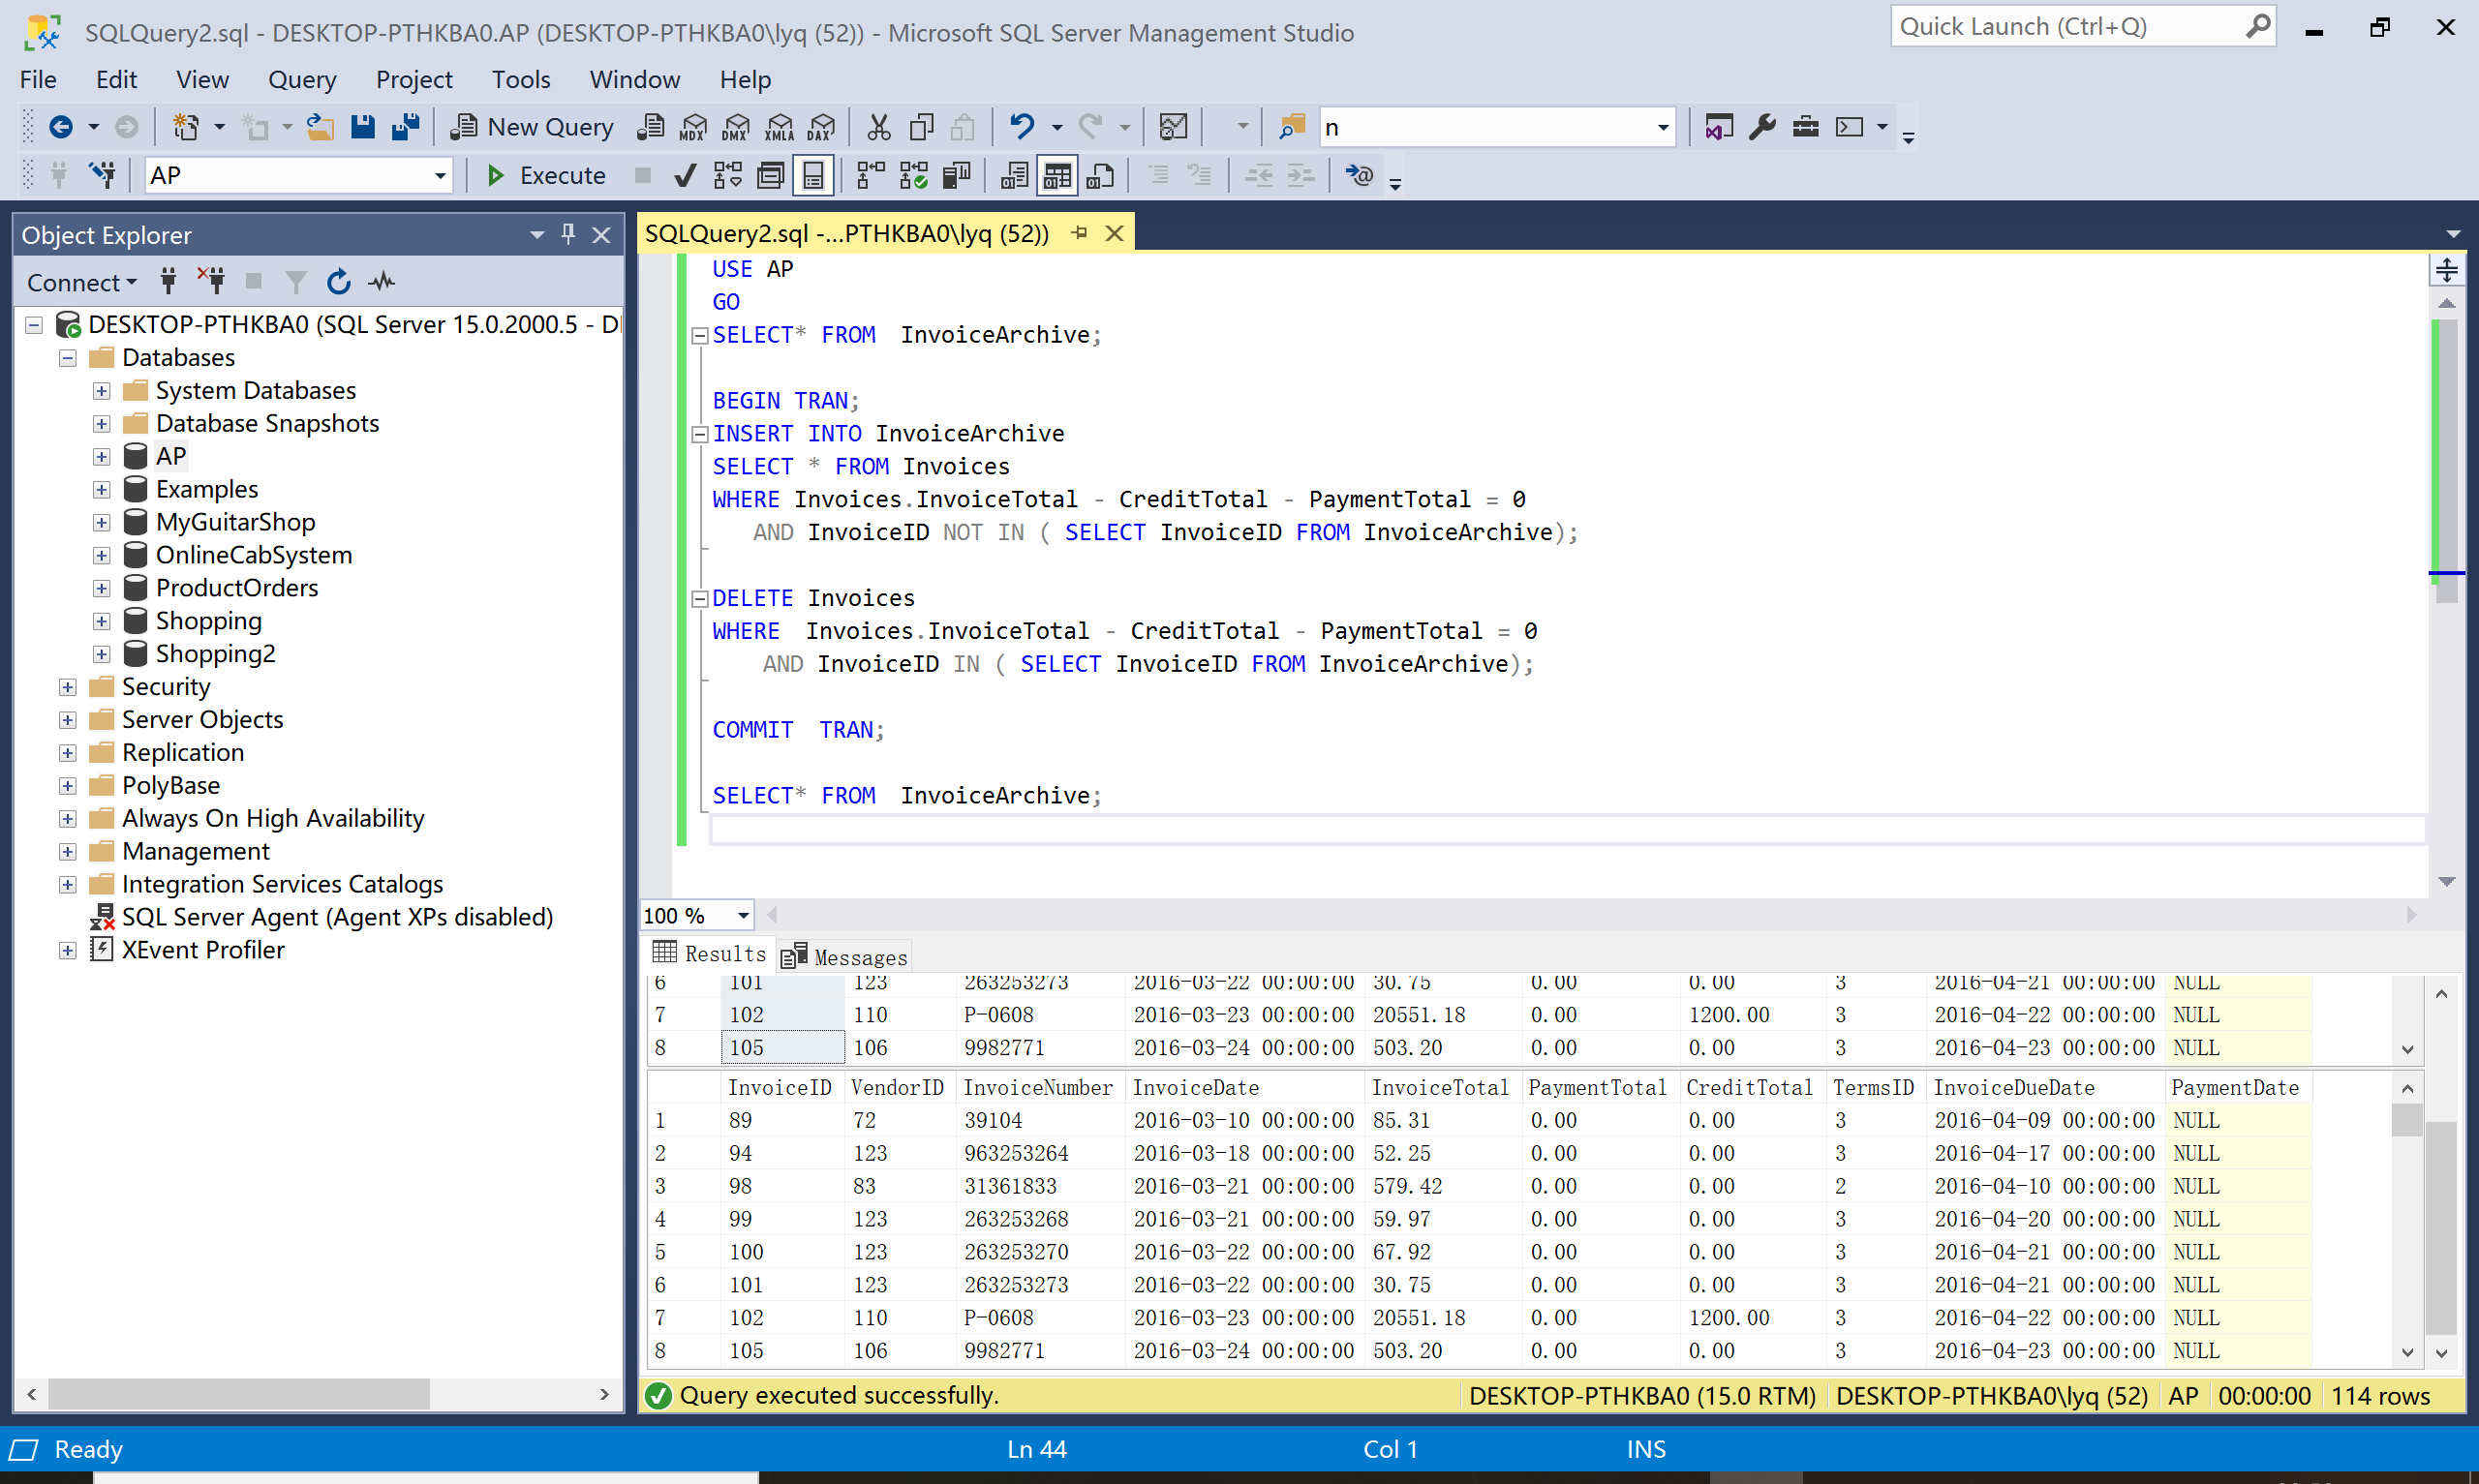 SQLQuery2.sql - DESKTOP-PTHKBA0.AP (DESKTOP-PTHKBA0\lyq (52)) - Microsoft SQL Server Management Studio
Quick Launch (Ctrl+Q)
File Edit View Query Project Tools Window Help
New Query MDX DMX XMLA DAX n
AP Execute
Object Explorer
Connect
DESKTOP-PTHKBA0 (SQL Server 15.0.2000.5 - DI
Databases
System Databases
Database Snapshots
AP
Examples
MyGuitarShop
OnlineCabSystem
ProductOrders
Shopping
Shopping2
Security
Server Objects
Replication
PolyBase
Always On High Availability
Management
Integration Services Catalogs
SQL Server Agent (Agent XPs disabled)
XEvent Profiler
SQLQuery2.sql -...PTHKBA0\lyq (52))
USE AP
GO
SELECT* FROM  InvoiceArchive;
BEGIN TRAN;
INSERT INTO InvoiceArchive
SELECT * FROM Invoices
WHERE Invoices.InvoiceTotal - CreditTotal - PaymentTotal = 0
AND InvoiceID NOT IN ( SELECT InvoiceID FROM InvoiceArchive);
DELETE Invoices
WHERE  Invoices.InvoiceTotal - CreditTotal - PaymentTotal = 0
AND InvoiceID IN ( SELECT InvoiceID FROM InvoiceArchive);
COMMIT  TRAN;
SELECT* FROM  InvoiceArchive;
100 %
Results Messages
6 101 123 263253273 2016-03-22 00:00:00 30.75 0.00 0.00 3 2016-04-21 00:00:00 NULL
7 102 110 P-0608 2016-03-23 00:00:00 20551.18 0.00 1200.00 3 2016-04-22 00:00:00 NULL
8 105 106 9982771 2016-03-24 00:00:00 503.20 0.00 0.00 3 2016-04-23 00:00:00 NULL
InvoiceID VendorID InvoiceNumber InvoiceDate InvoiceTotal PaymentTotal CreditTotal TermsID InvoiceDueDate PaymentDate
1 89 72 39104 2016-03-10 00:00:00 85.31 0.00 0.00 3 2016-04-09 00:00:00 NULL
2 94 123 963253264 2016-03-18 00:00:00 52.25 0.00 0.00 3 2016-04-17 00:00:00 NULL
3 98 83 31361833 2016-03-21 00:00:00 579.42 0.00 0.00 2 2016-04-10 00:00:00 NULL
4 99 123 263253268 2016-03-21 00:00:00 59.97 0.00 0.00 3 2016-04-20 00:00:00 NULL
5 100 123 263253270 2016-03-22 00:00:00 67.92 0.00 0.00 3 2016-04-21 00:00:00 NULL
6 101 123 263253273 2016-03-22 00:00:00 30.75 0.00 0.00 3 2016-04-21 00:00:00 NULL
7 102 110 P-0608 2016-03-23 00:00:00 20551.18 0.00 1200.00 3 2016-04-22 00:00:00 NULL
8 105 106 9982771 2016-03-24 00:00:00 503.20 0.00 0.00 3 2016-04-23 00:00:00 NULL
Query executed successfully. DESKTOP-PTHKBA0 (15.0 RTM) DESKTOP-PTHKBA0\lyq (52) AP 00:00:00 114 rows
Ready Ln 44 Col 1 INS